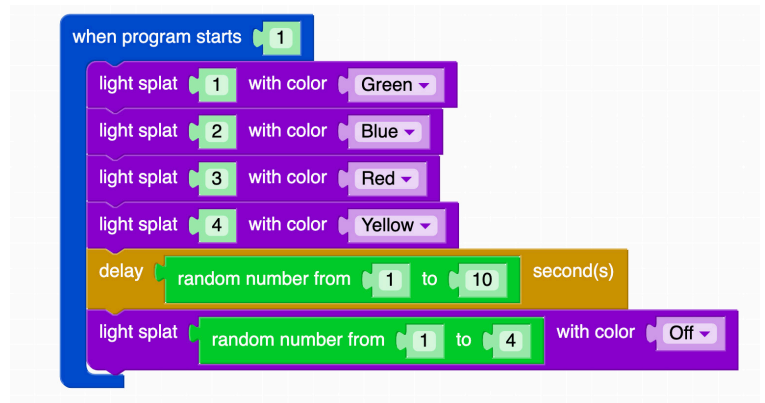 when program starts 1
light splat 1 with color Green
light splat 2 with color Blue
light splat 3 with color Red
light splat 4 with color Yellow
delay random number from 1 to 10 second(s)
light splat random number from 1 to 4 with color Off